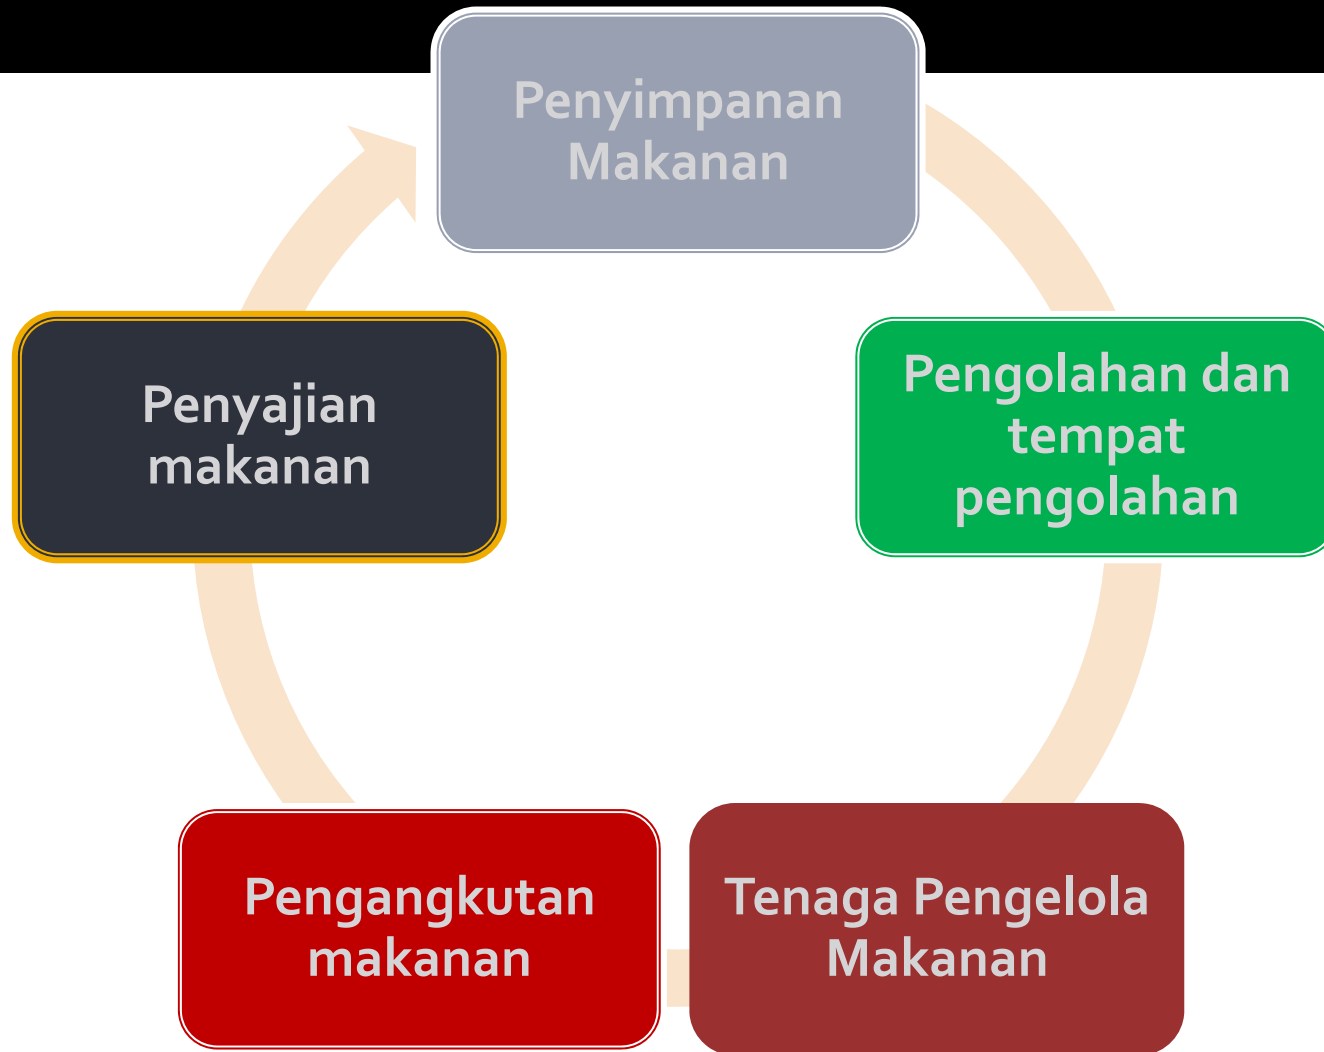 Penyimpanan
Makanan
Pengolahan dan
tempat
pengolahan
Tenaga Pengelola
Makanan
Pengangkutan
makanan
Penyajian
makanan